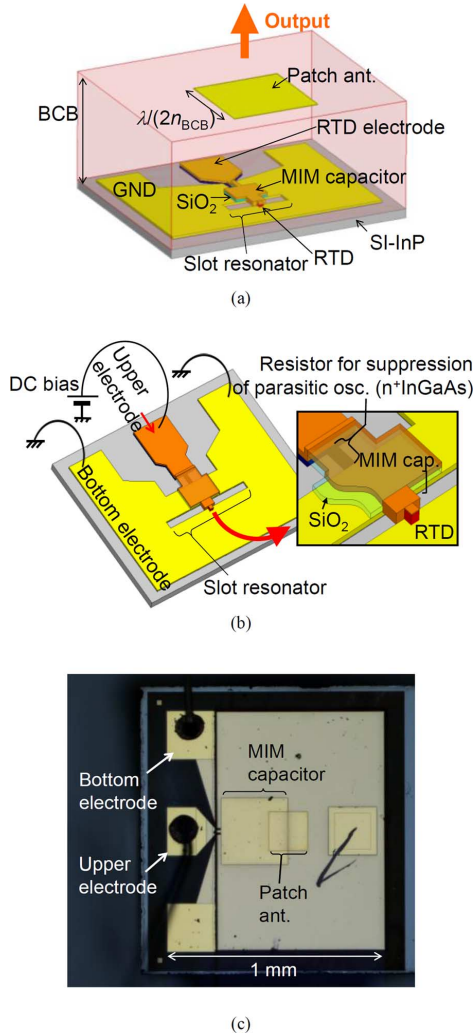 Output
Patch ant.
BCB
λ/(2nBCB)
RTD electrode
GND
MIM capacitor
SiO2
SI-InP
Slot resonator
RTD
(a)
Upper
electrode
DC bias
Resistor for suppression
of parasitic osc. (n+InGaAs)
Bottom electrode
MIM cap.
SiO2
RTD
Slot resonator
(b)
MIM
capacitor
Bottom
electrode
Upper
electrode
Patch
ant.
1 mm
(c)